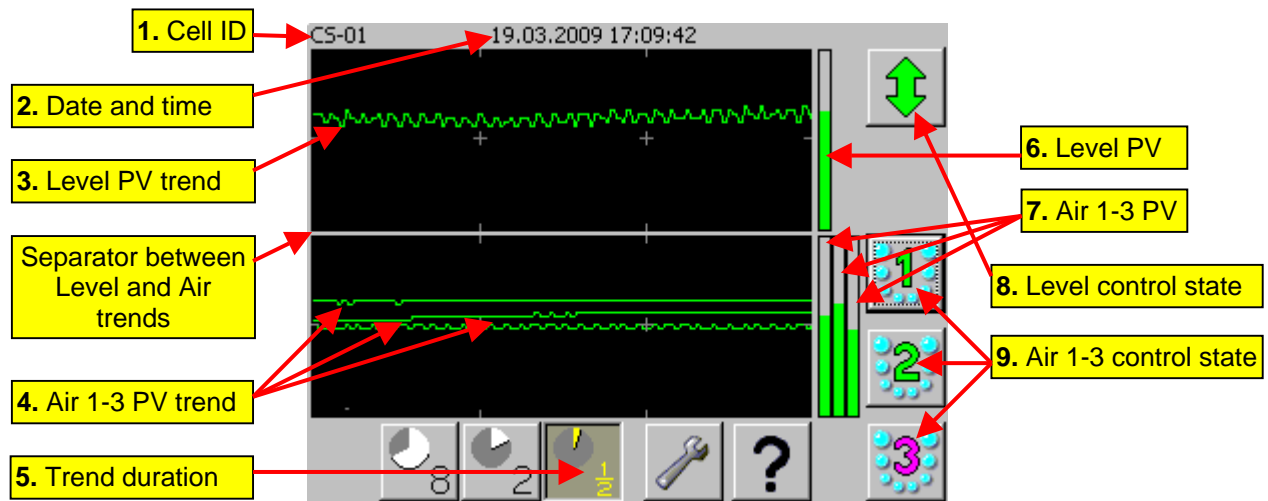 1. Cell ID
CS-01
19.03.2009 17:09:42
2. Date and time
3. Level PV trend
Separator between
Level and Air
trends
4. Air 1-3 PV trend
5. Trend duration
6. Level PV
7. Air 1-3 PV
8. Level control state
9. Air 1-3 control state
1
2
3
8
2
1/2
?